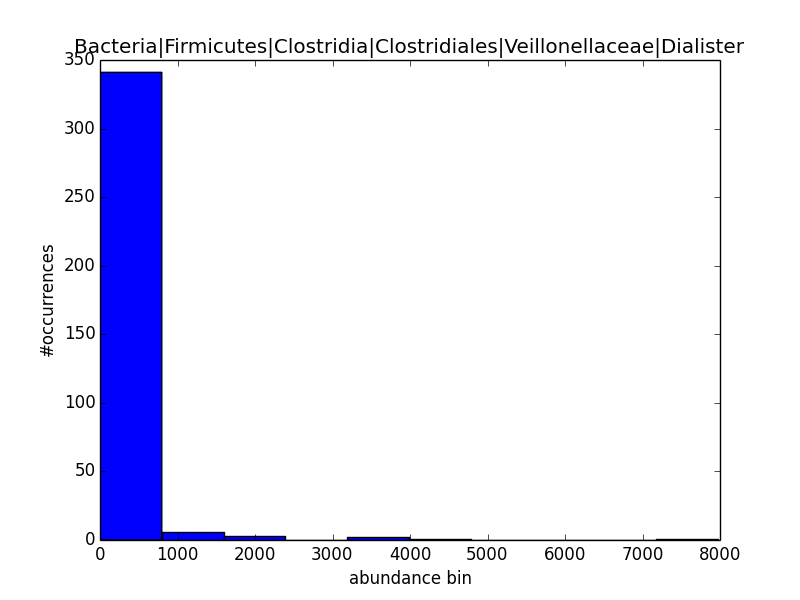 Bacteria|Firmicutes|Clostridia|Clostridiales|Veillonellaceae|Dialister
350
300
250
200
150
100
50
0
#occurrences
0 1000 2000 3000 4000 5000 6000 7000 8000
abundance bin